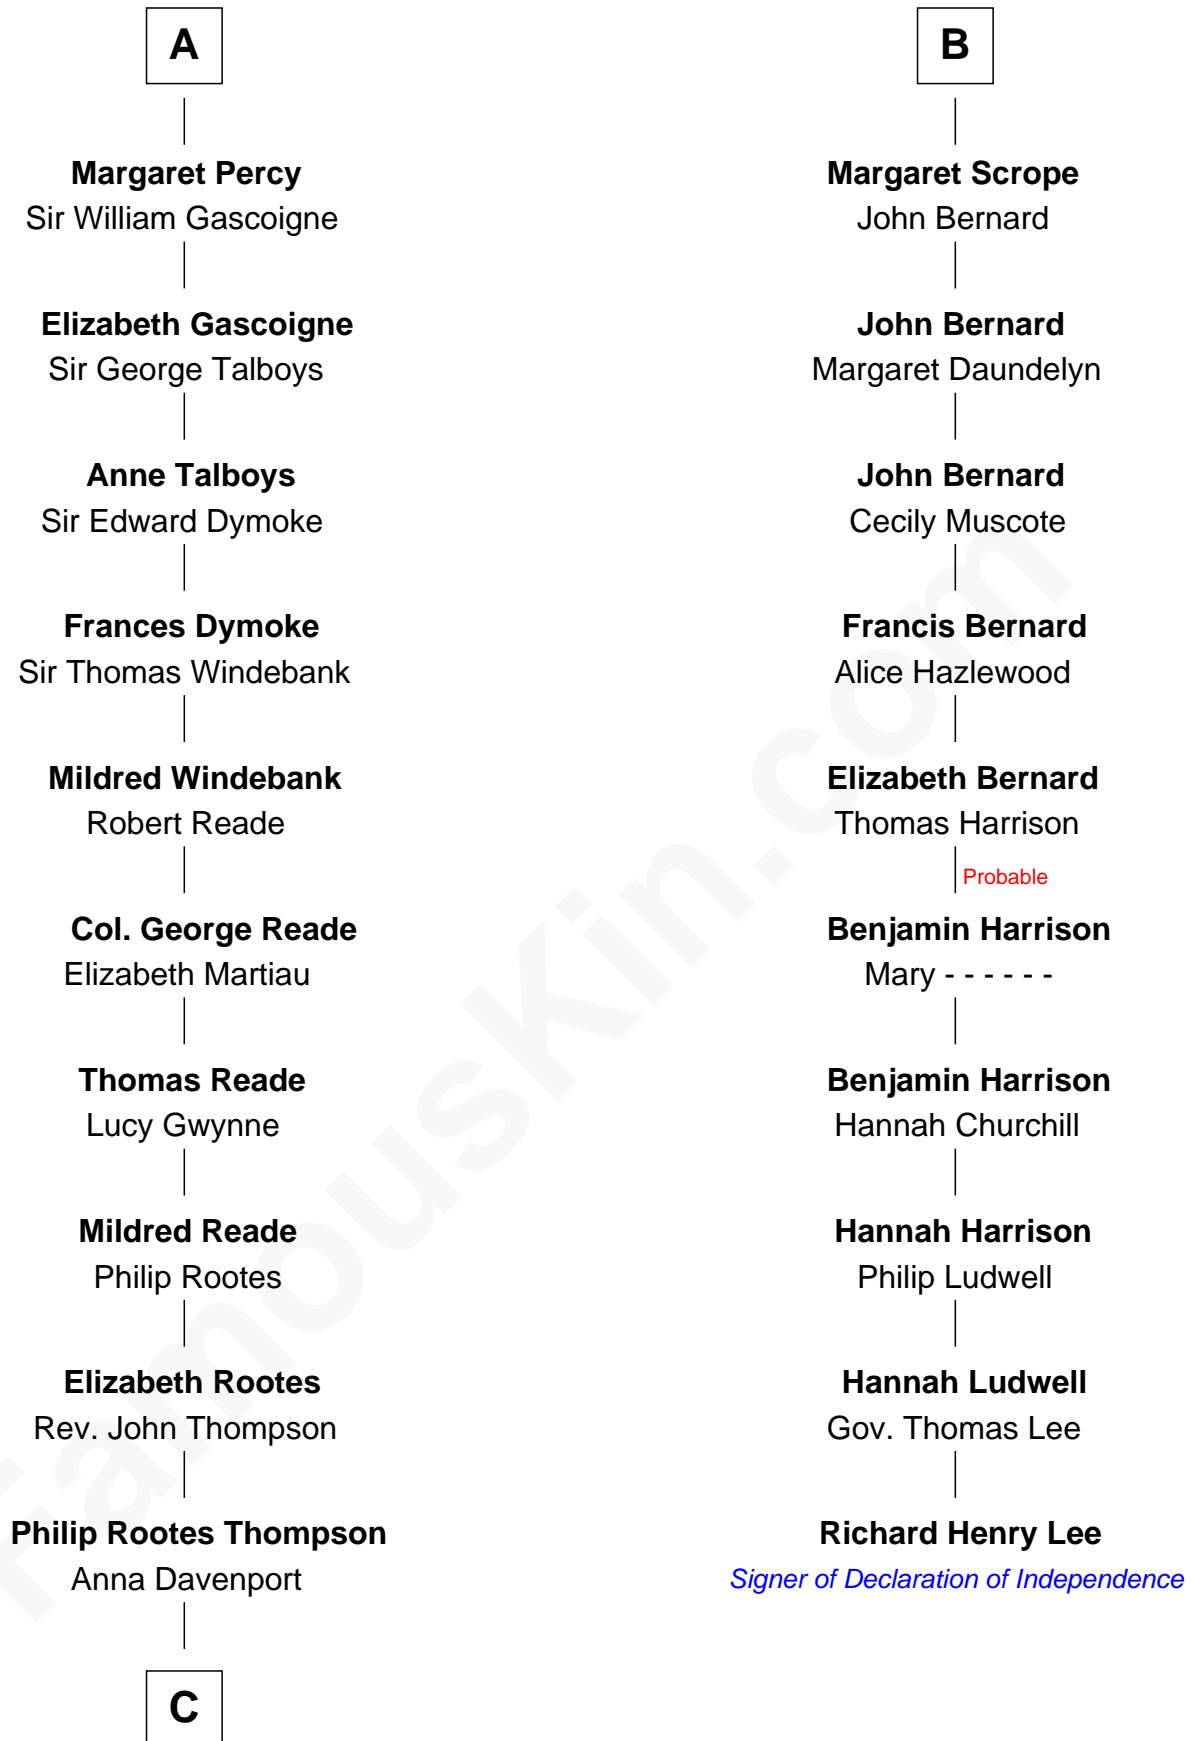 A
Margaret Percy
Sir William Gascoigne
Elizabeth Gascoigne
Sir George Talboys
Anne Talboys
Sir Edward Dymoke
Frances Dymoke
Sir Thomas Windebank
Mildred Windebank
Robert Reade
Col. George Reade
Elizabeth Martiau
Thomas Reade
Lucy Gwynne
Mildred Reade
Philip Rootes
Elizabeth Rootes
Rev. John Thompson
Philip Rootes Thompson
Anna Davenport
C
B
Margaret Scrope
John Bernard
John Bernard
Margaret Daundelyn
John Bernard
Cecily Muscote
Francis Bernard
Alice Hazlewood
Elizabeth Bernard
Thomas Harrison
Probable
Benjamin Harrison
Mary - - - - - -
Benjamin Harrison
Hannah Churchill
Hannah Harrison
Philip Ludwell
Hannah Ludwell
Gov. Thomas Lee
Richard Henry Lee
Signer of Declaration of Independence
FamousKin.com